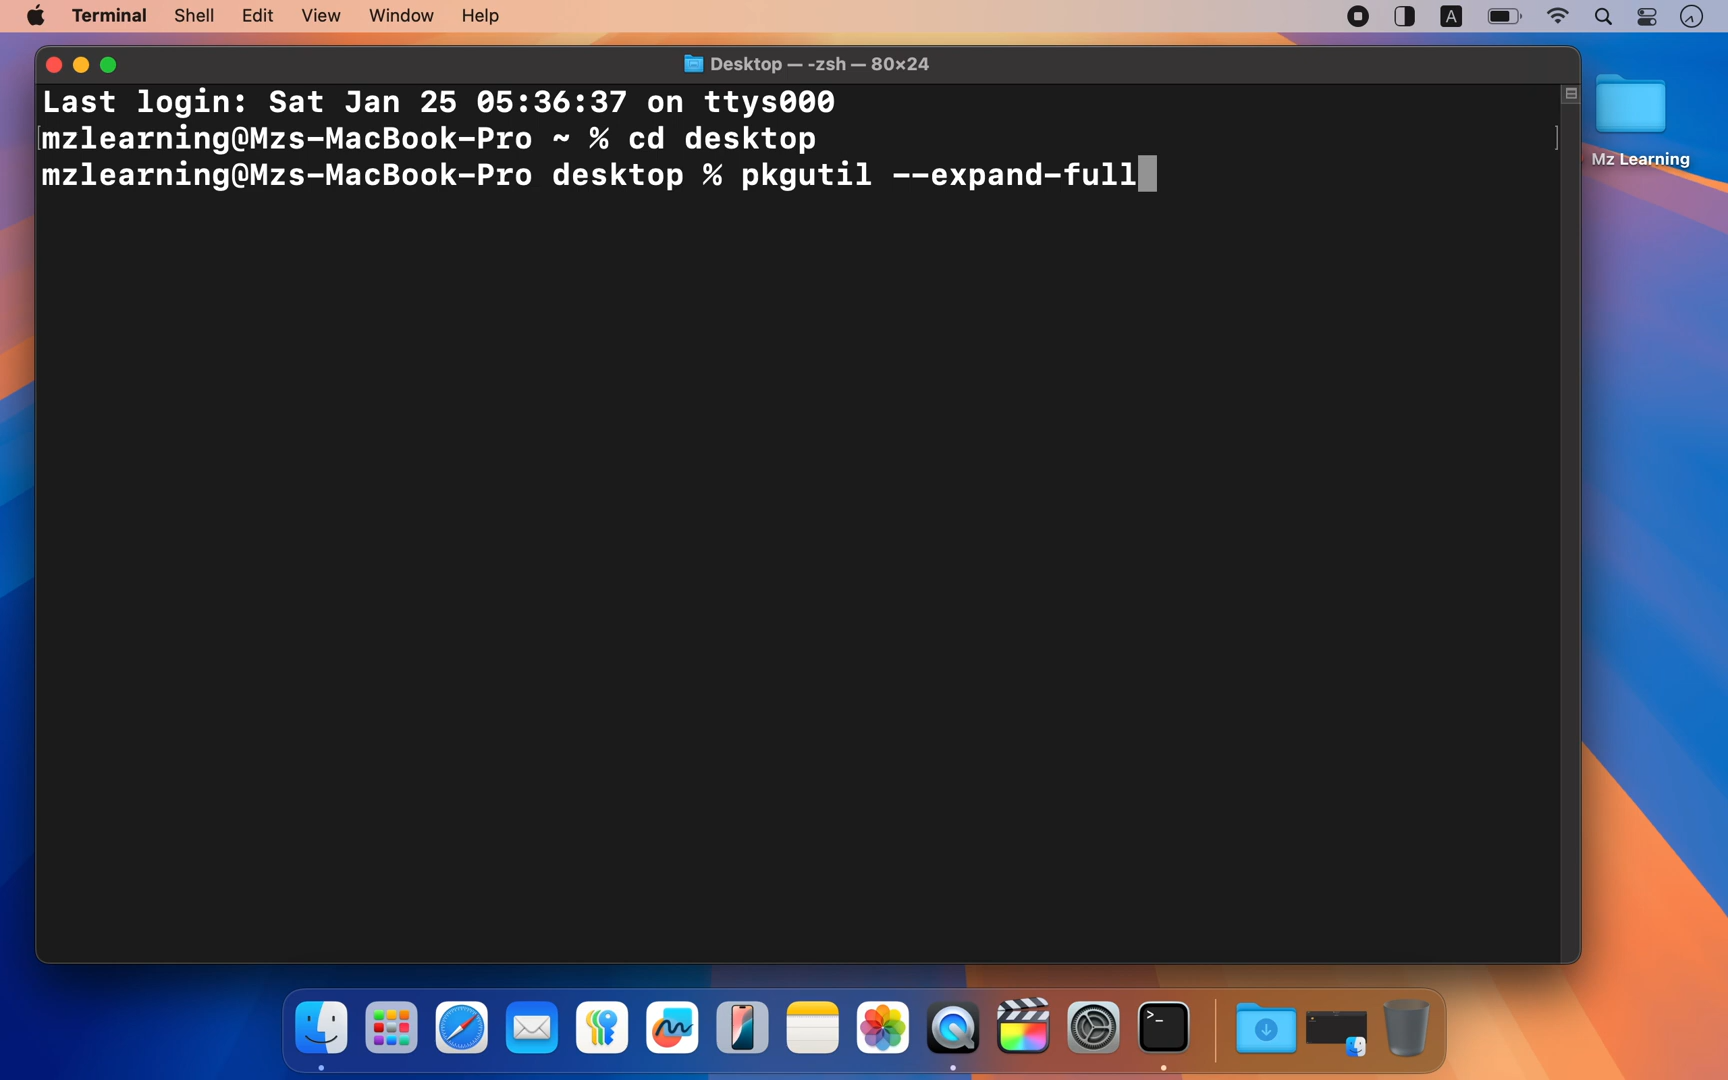 Terminal Shell Edit View Window Help A
Desktop — -zsh — 80×24
Last login: Sat Jan 25 05:36:37 on ttys000
[mzlearning@Mzs-MacBook-Pro ~ % cd desktop ]
mzlearning@Mzs-MacBook-Pro desktop % pkgutil --expand-full
Mz Learning
>_